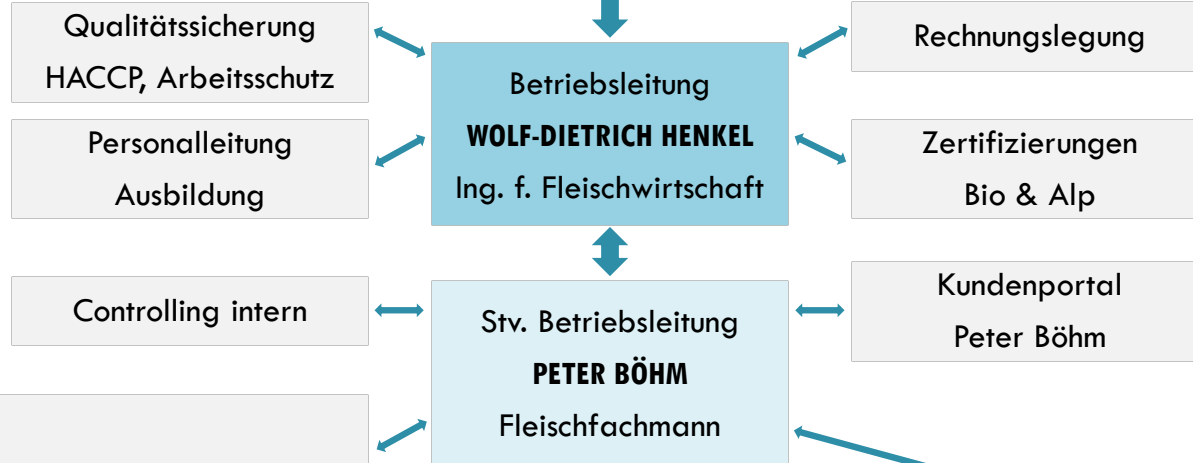 Qualitätssicherung
HACCP, Arbeitsschutz
Rechnungslegung
Betriebsleitung
WOLF-DIETRICH HENKEL
Ing. f. Fleischwirtschaft
Personalleitung
Ausbildung
Zertifizierungen
Bio & Alp
Controlling intern
Stv. Betriebsleitung
PETER BÖHM
Fleischfachmann
Kundenportal
Peter Böhm